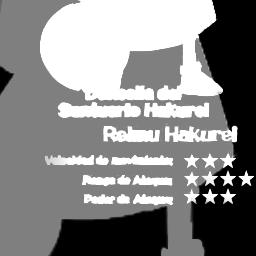 Doncella del
Santuario Hakurei
Reimu Hakurei
Velocidad de movimiento: ★★★
Rango de Ataque: ★★★★
Poder de Ataque: ★★★